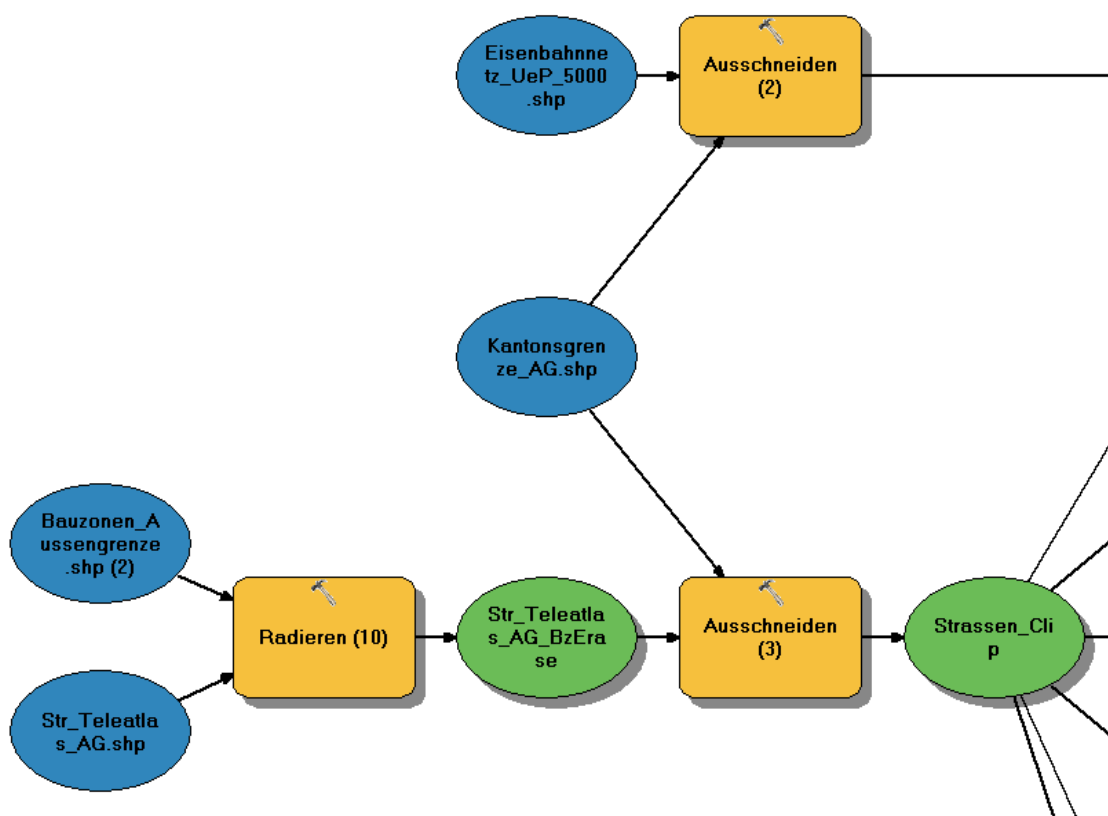 Eisenbahnne
tz_UeP_5000
.shp
Ausschneiden
(2)
Kantonsgren
ze_AG.shp
Bauzonen_A
ussengrenze
.shp (2)
Radieren (10)
Str_Teleatla
s_AG_BzEra
se
Ausschneiden
(3)
Strassen_Cli
p
Str_Teleatla
s_AG.shp